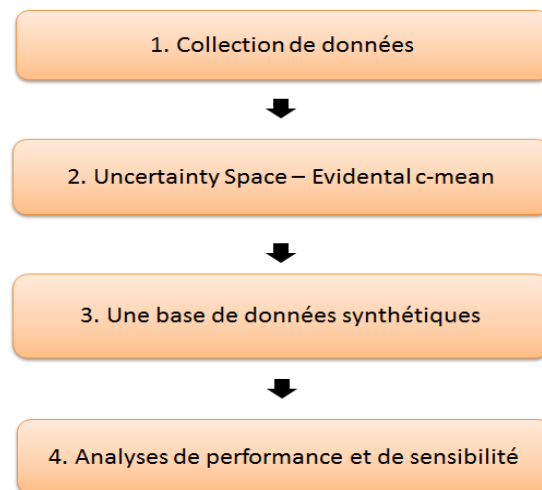 1. Collection de données
2. Uncertainty Space – Evidental c-mean
3. Une base de données synthétiques
4. Analyses de performance et de sensibilité